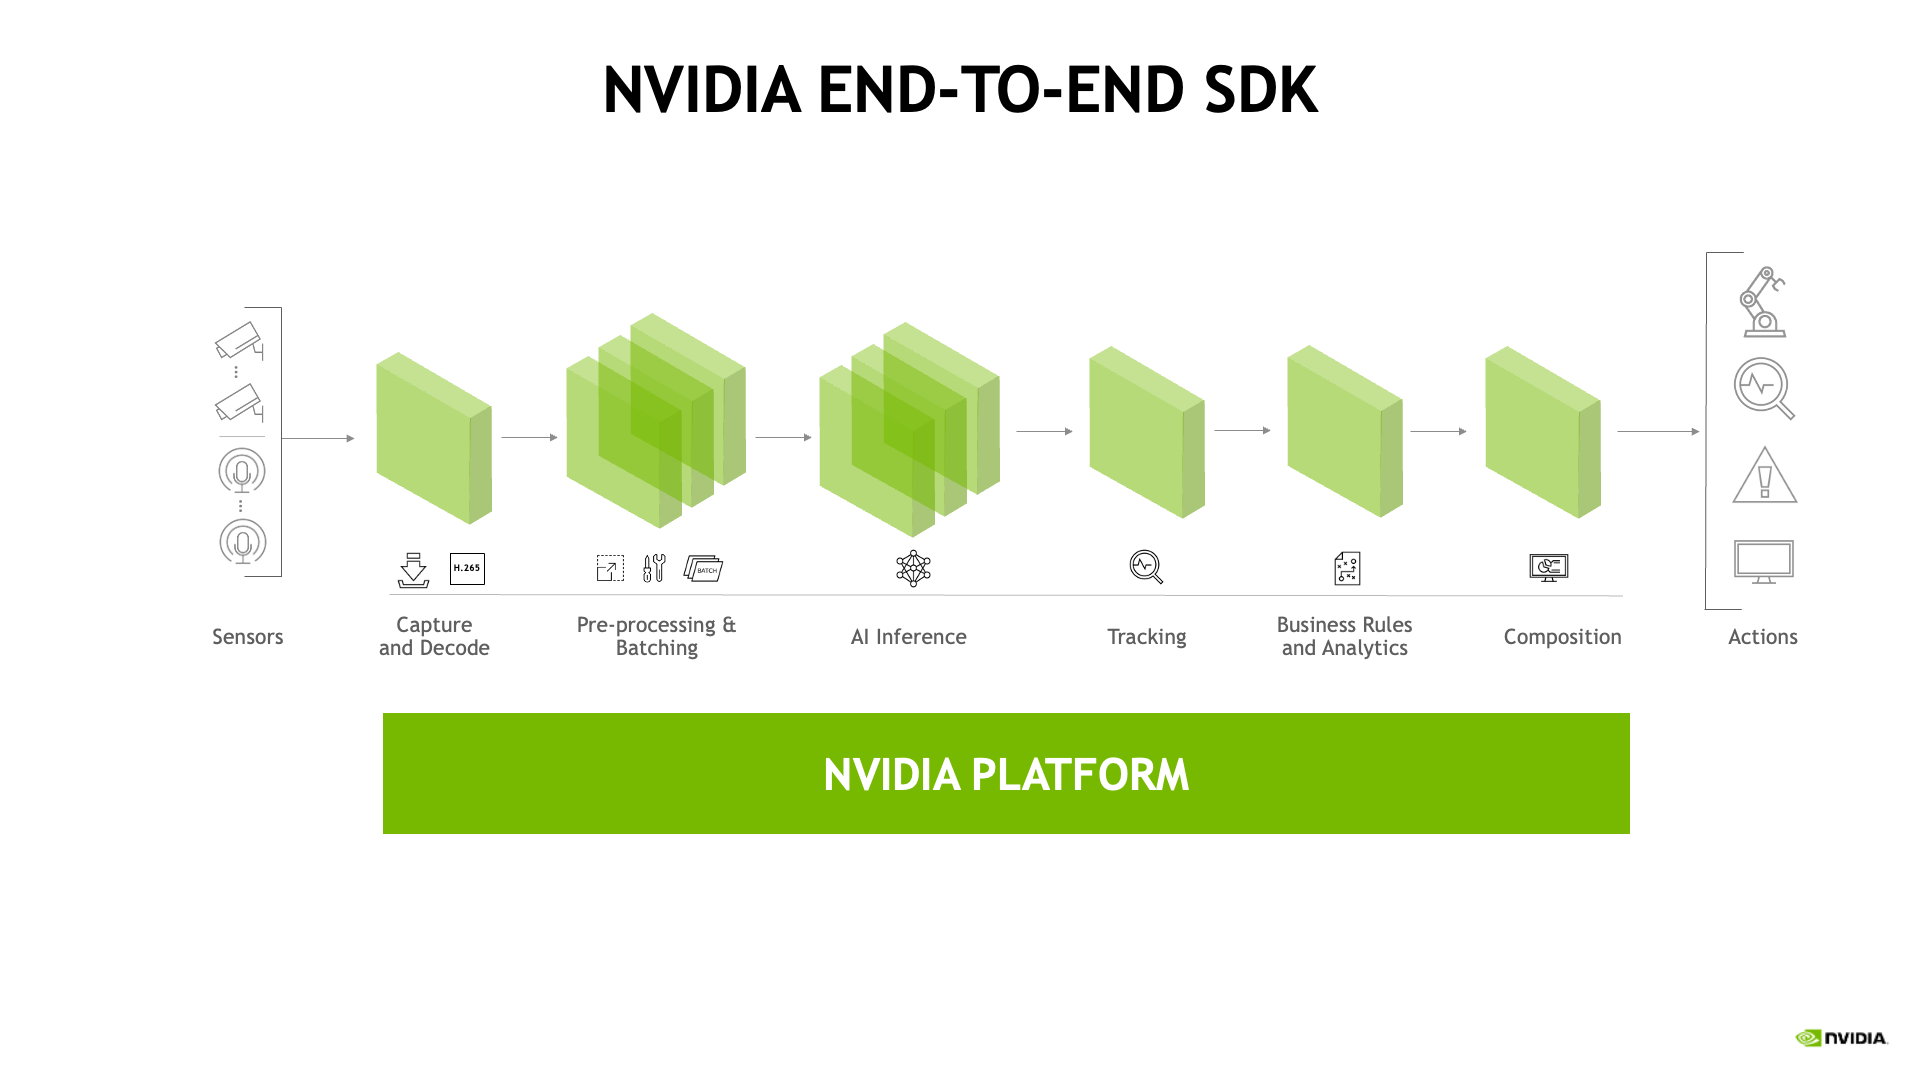 NVIDIA END-TO-END SDK
H.265
BATCH
Sensors
Capture
and Decode
Pre-processing &
Batching
AI Inference
Tracking
Business Rules
and Analytics
Composition
Actions
NVIDIA PLATFORM
NVIDIA